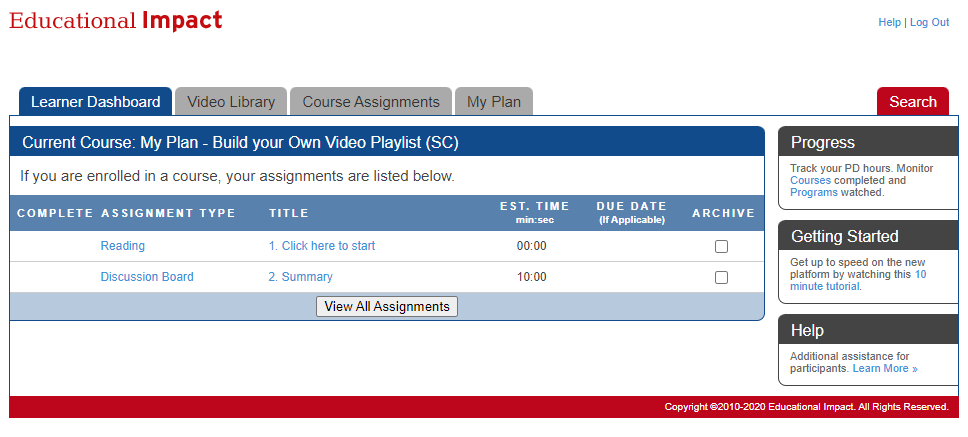 Educational Impact
Help | Log Out
Learner Dashboard
Video Library
Course Assignments
My Plan
Search
Current Course: My Plan - Build your Own Video Playlist (SC)
If you are enrolled in a course, your assignments are listed below.
COMPLETE ASSIGNMENT TYPE TITLE EST. TIME min:sec DUE DATE (If Applicable) ARCHIVE
Reading 1. Click here to start 00:00
Discussion Board 2. Summary 10:00
View All Assignments
Progress
Track your PD hours. Monitor
Courses completed and
Programs watched.
Getting Started
Get up to speed on the new
platform by watching this 10
minute tutorial.
Help
Additional assistance for
participants. Learn More »
Copyright ©2010-2020 Educational Impact. All Rights Reserved.